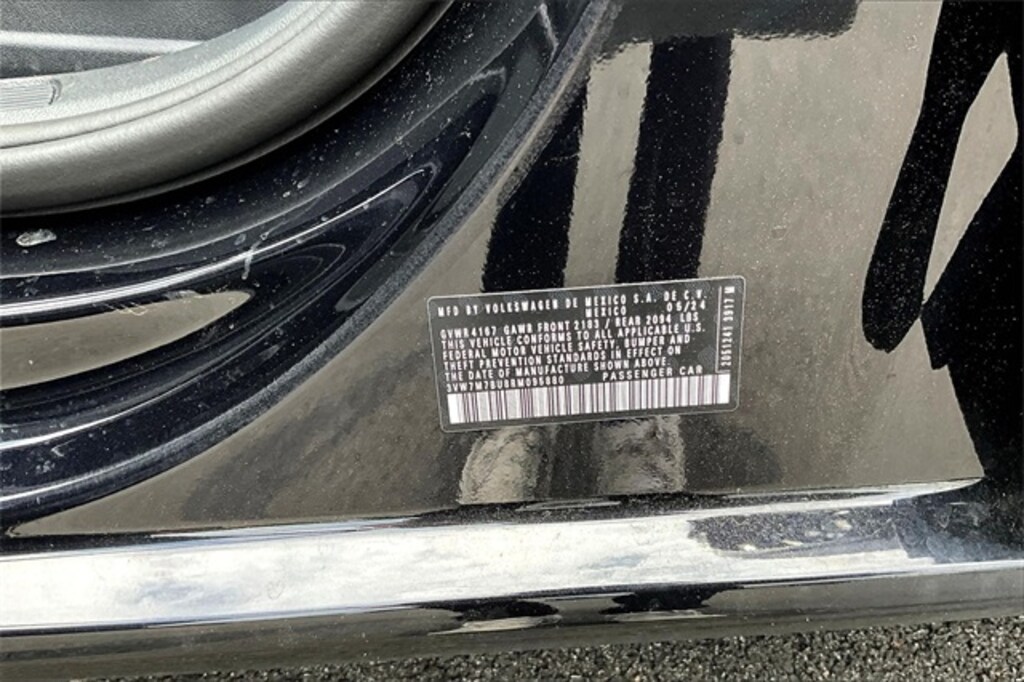 MFD BY VOLKSWAGEN DE MEXICO S.A. DE C.V.
MEXICO 05/24
GVWR 4167 GAWR FRONT 2183 / REAR 2094 LBS
THIS VEHICLE CONFORMS TO ALL APPLICABLE U.S.
FEDERAL MOTOR VEHICLE SAFETY, BUMPER AND
THEFT PREVENTION STANDARDS IN EFFECT ON
THE DATE OF MANUFACTURE SHOWN ABOVE.
PASSENGER CAR